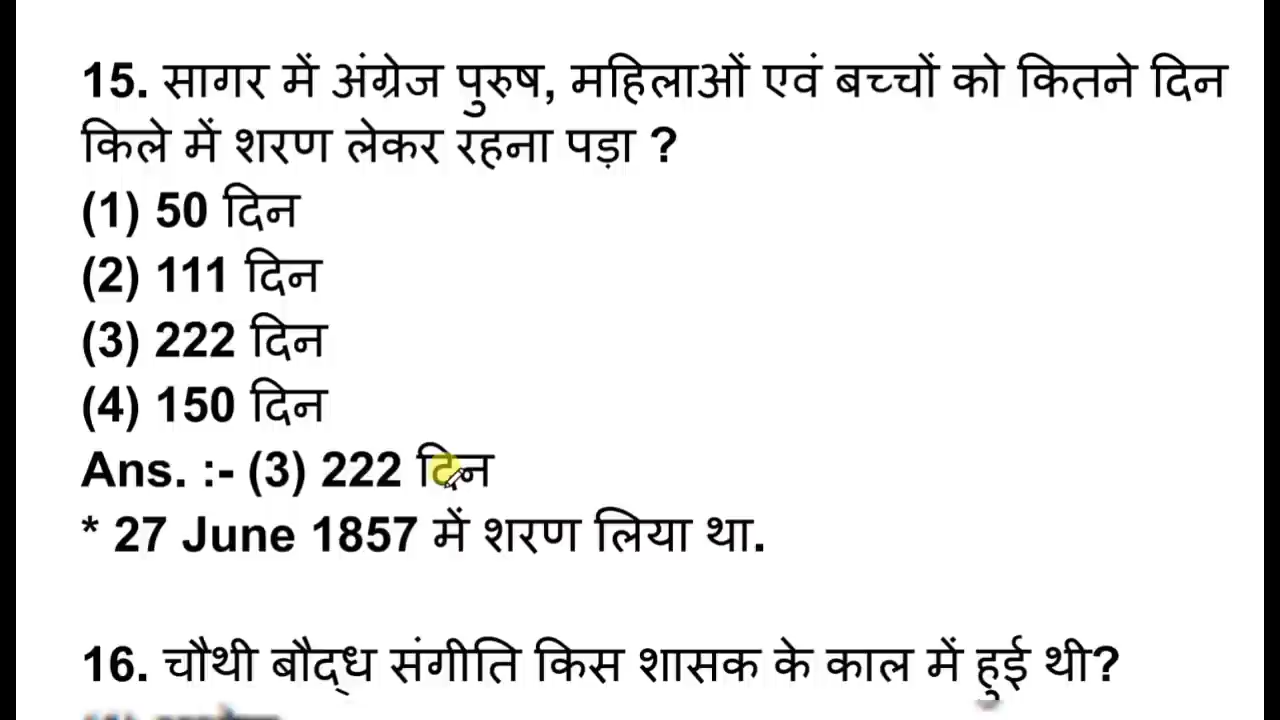 15. सागर में अंग्रेज पुरुष, महिलाओं एवं बच्चों को कितने दिन
किले में शरण लेकर रहना पड़ा ?
(1) 50 दिन
(2) 111 दिन
(3) 222 दिन
(4) 150 दिन
Ans. :- (3) 222 दिन
* 27 June 1857 में शरण लिया था.
16. चौथी बौद्ध संगीति किस शासक के काल में हुई थी?